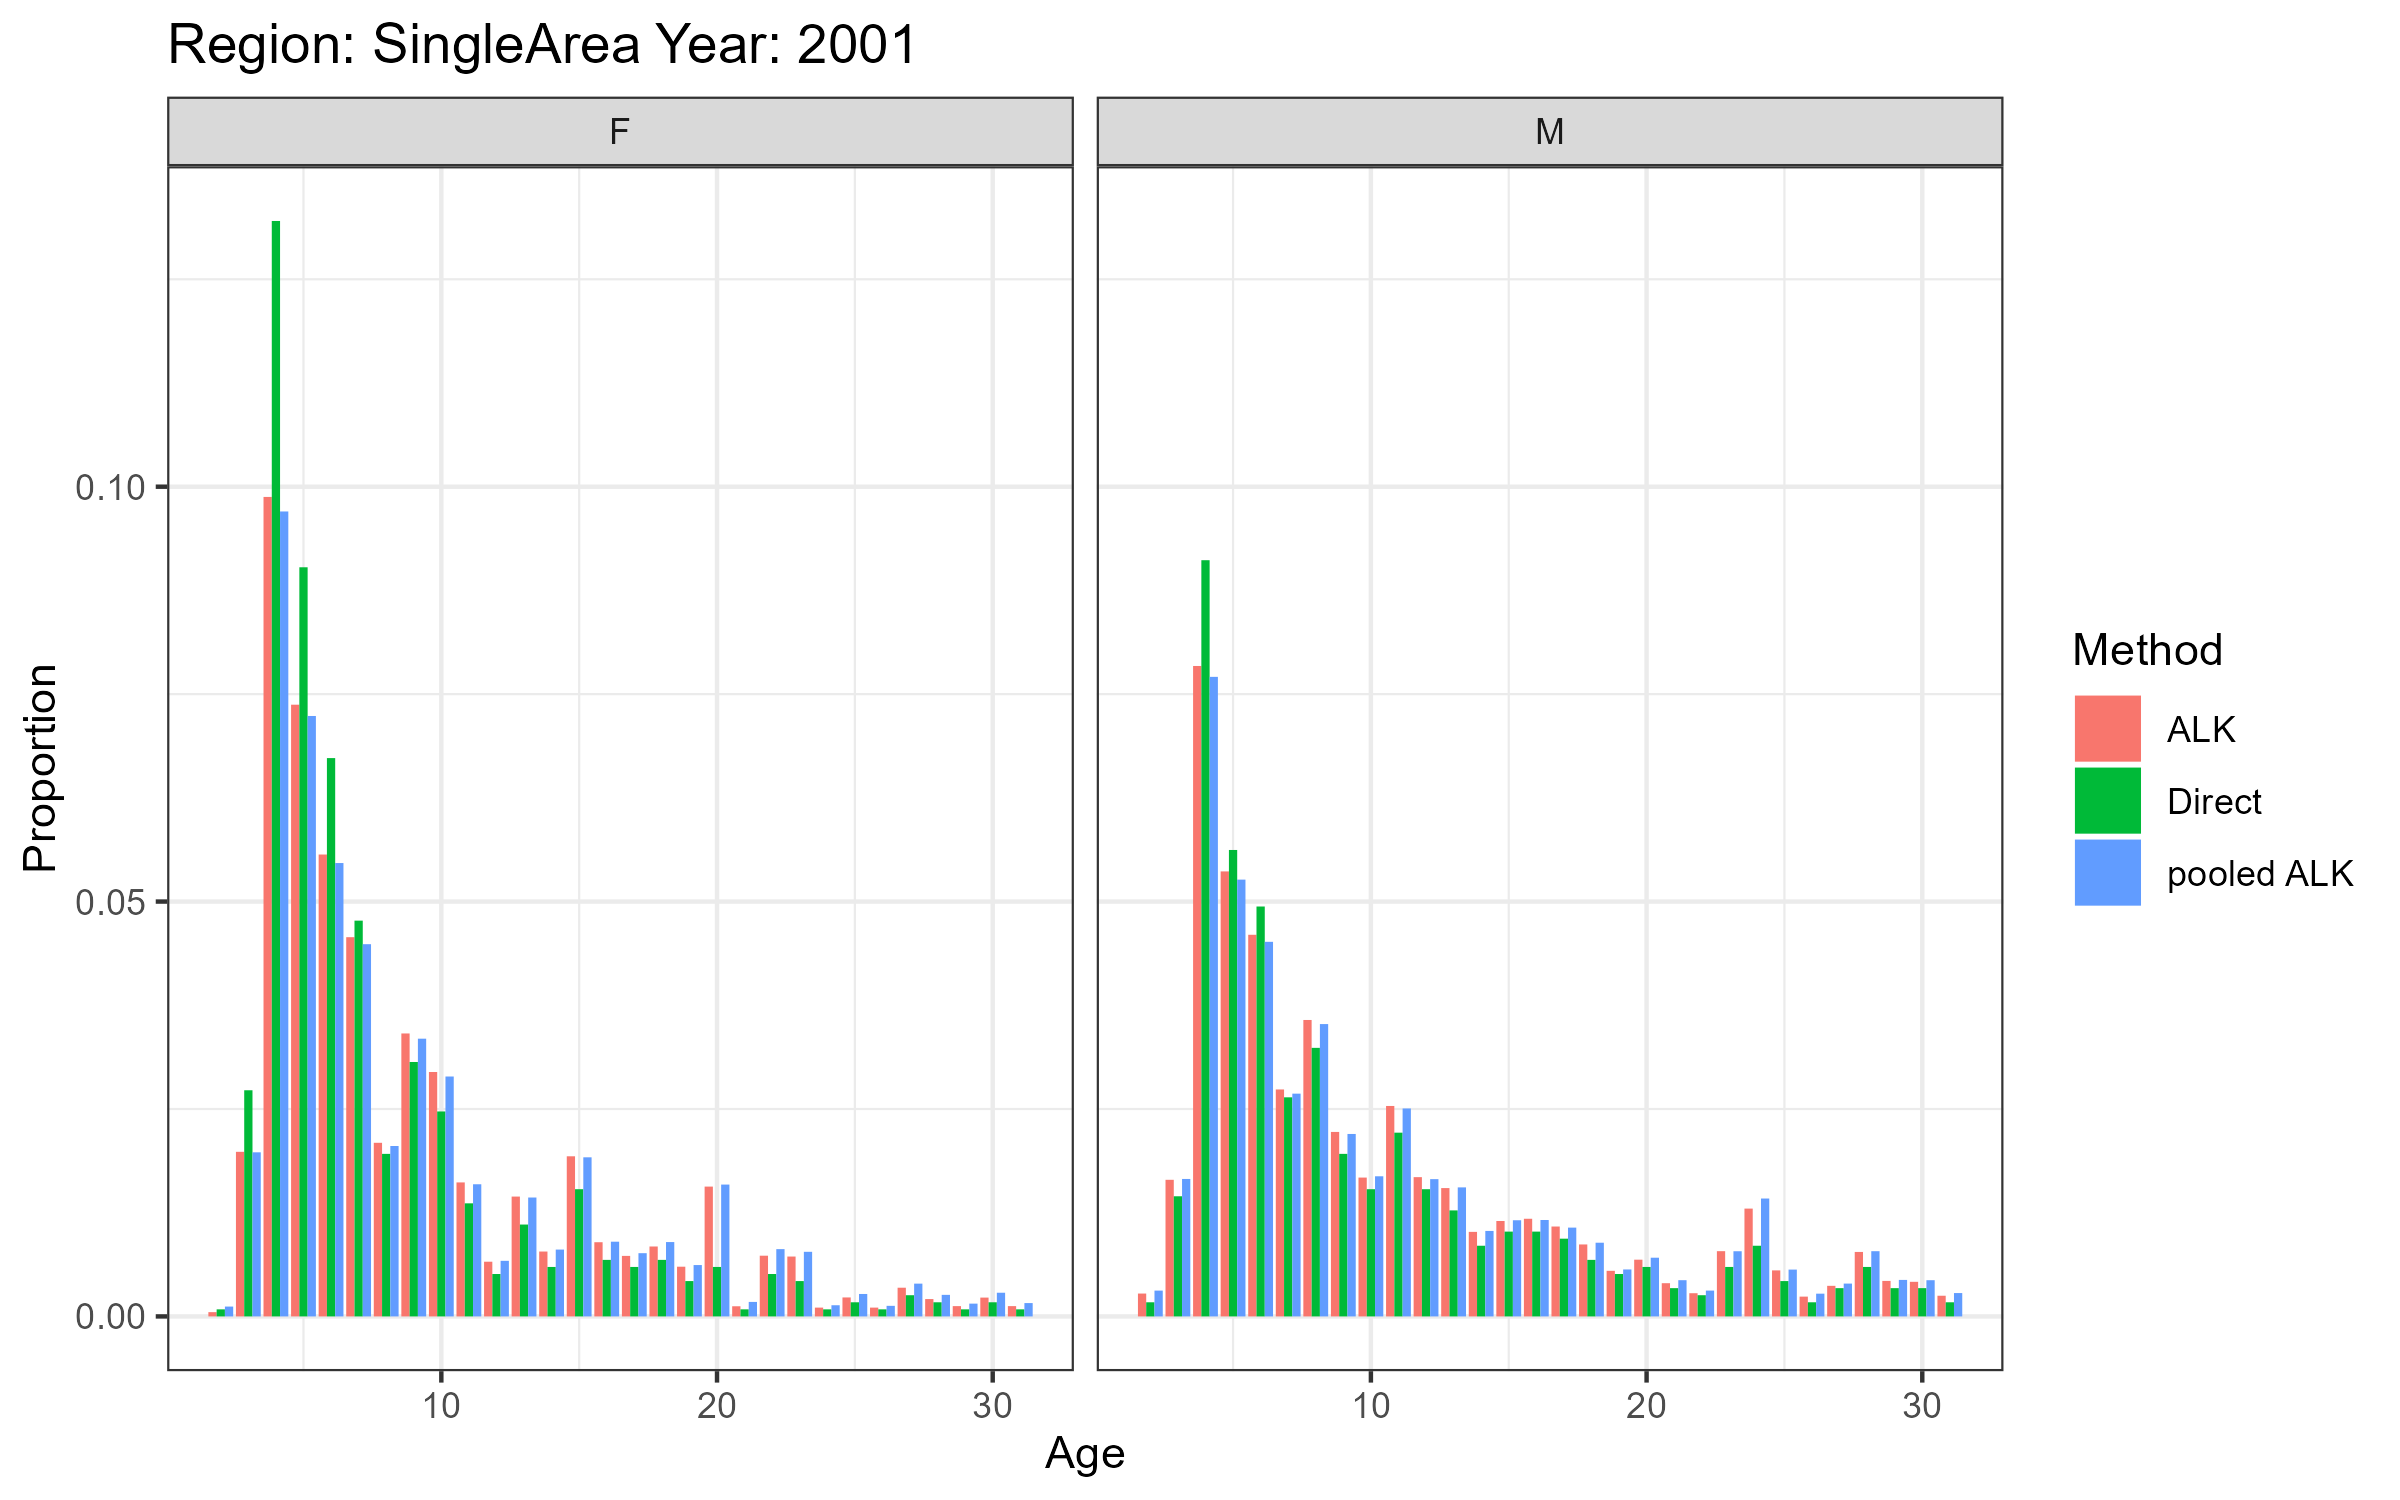 Region: SingleArea Year: 2001
F
M
Proportion
0.10
0.05
0.00
10
20
30
10
20
30
Age
Method
ALK
Direct
pooled ALK